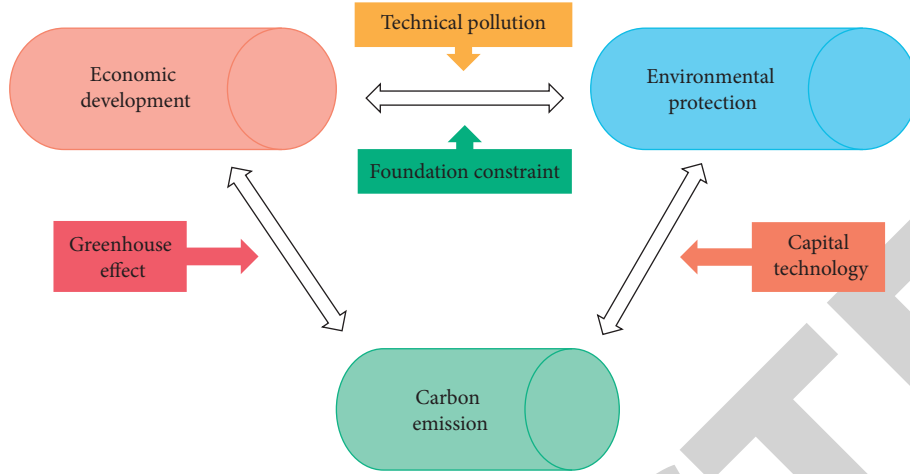 Technical pollution
Economic
development
Environmental
protection
Foundation constraint
Greenhouse
effect
Capital
technology
Carbon
emission